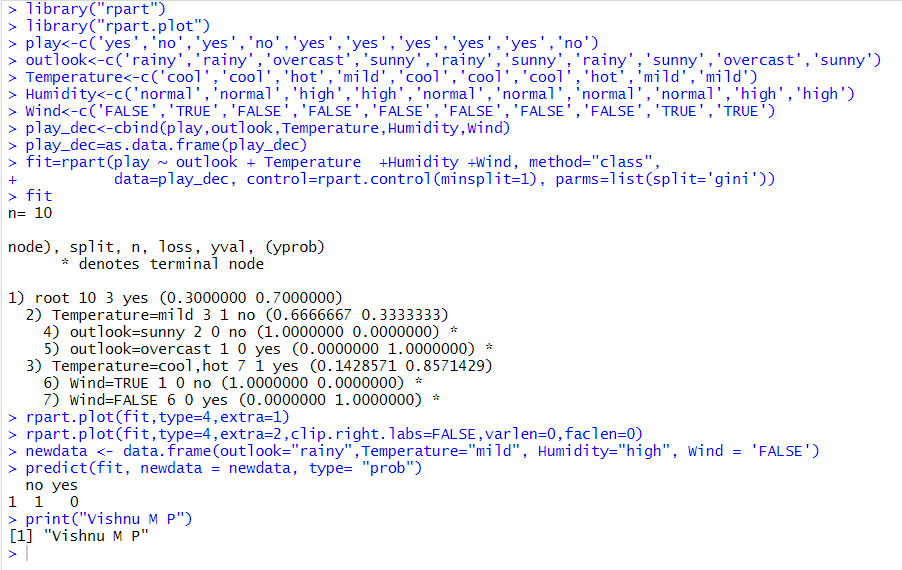 > library("rpart")
> library("rpart.plot")
> play<-c('yes','no','yes','no','yes','yes','yes','yes','yes','no')
> outlook<-c('rainy','rainy','overcast','sunny','rainy','sunny','rainy','sunny','overcast','sunny')
> Temperature<-c('cool','cool','hot','mild','cool','cool','cool','hot','mild','mild')
> Humidity<-c('normal','normal','high','high','normal','normal','normal','normal','high','high')
> Wind<-c('FALSE','TRUE','FALSE','FALSE','FALSE','FALSE','FALSE','FALSE','TRUE','TRUE')
> play_dec<-cbind(play,outlook,Temperature,Humidity,Wind)
> play_dec=as.data.frame(play_dec)
> fit=rpart(play ~ outlook + Temperature  +Humidity +Wind, method="class",
+           data=play_dec, control=rpart.control(minsplit=1), parms=list(split='gini'))
> fit
n= 10
node), split, n, loss, yval, (yprob)
      * denotes terminal node
1) root 10 3 yes (0.3000000 0.7000000)
  2) Temperature=mild 3 1 no (0.6666667 0.3333333)
    4) outlook=sunny 2 0 no (1.0000000 0.0000000) *
    5) outlook=overcast 1 0 yes (0.0000000 1.0000000) *
  3) Temperature=cool,hot 7 1 yes (0.1428571 0.8571429)
    6) Wind=TRUE 1 0 no (1.0000000 0.0000000) *
    7) Wind=FALSE 6 0 yes (0.0000000 1.0000000) *
> rpart.plot(fit,type=4,extra=1)
> rpart.plot(fit,type=4,extra=2,clip.right.labs=FALSE,varlen=0,faclen=0)
> newdata <- data.frame(outlook="rainy",Temperature="mild", Humidity="high", Wind = 'FALSE')
> predict(fit, newdata = newdata, type= "prob")
  no yes
1  1   0
> print("Vishnu M P")
[1] "Vishnu M P"
>